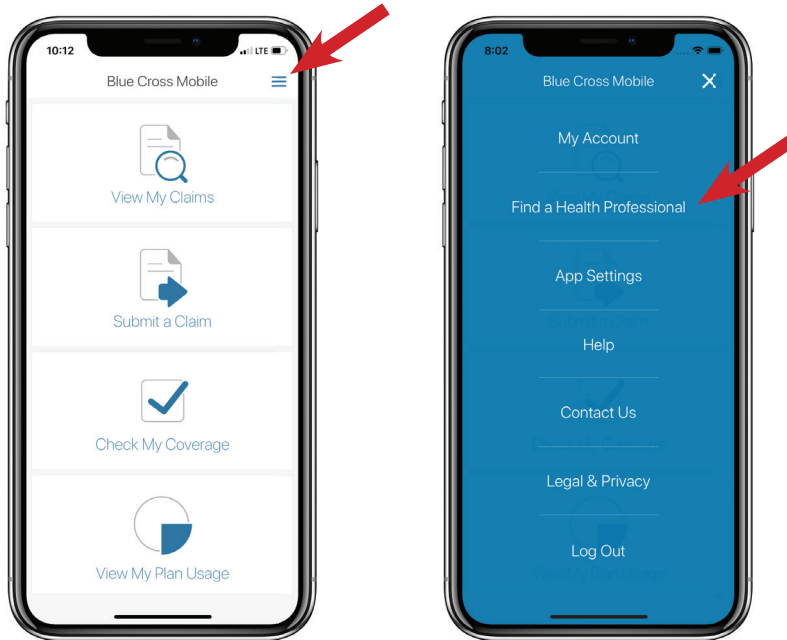 10:12
LTE
Blue Cross Mobile
View My Claims
Submit a Claim
Check My Coverage
View My Plan Usage
8:02
Blue Cross Mobile
My Account
Find a Health Professional
App Settings
Help
Contact Us
Legal & Privacy
Log Out